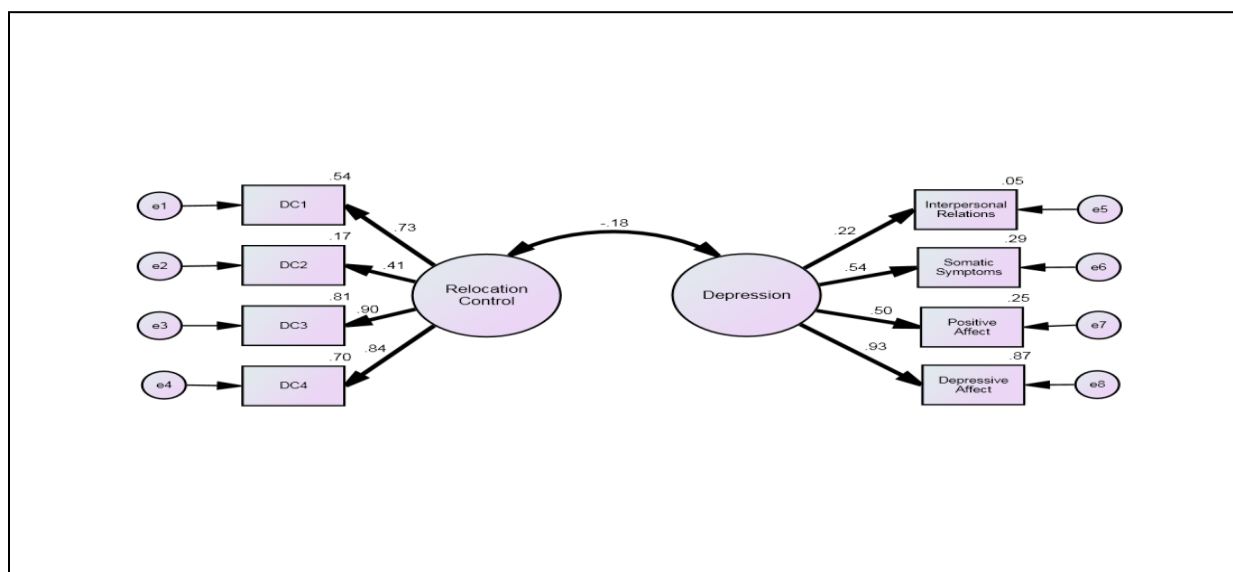 .54
e1
DC1
.73
.17
e2
DC2
.41
.81
e3
DC3
.90
.84
.70
e4
DC4
Relocation
Control
-.18
Depression
.05
Interpersonal
Relations
e5
.22
.29
Somatic
Symptoms
e6
.54
.25
Positive
Affect
e7
.50
.93
.87
Depressive
Affect
e8